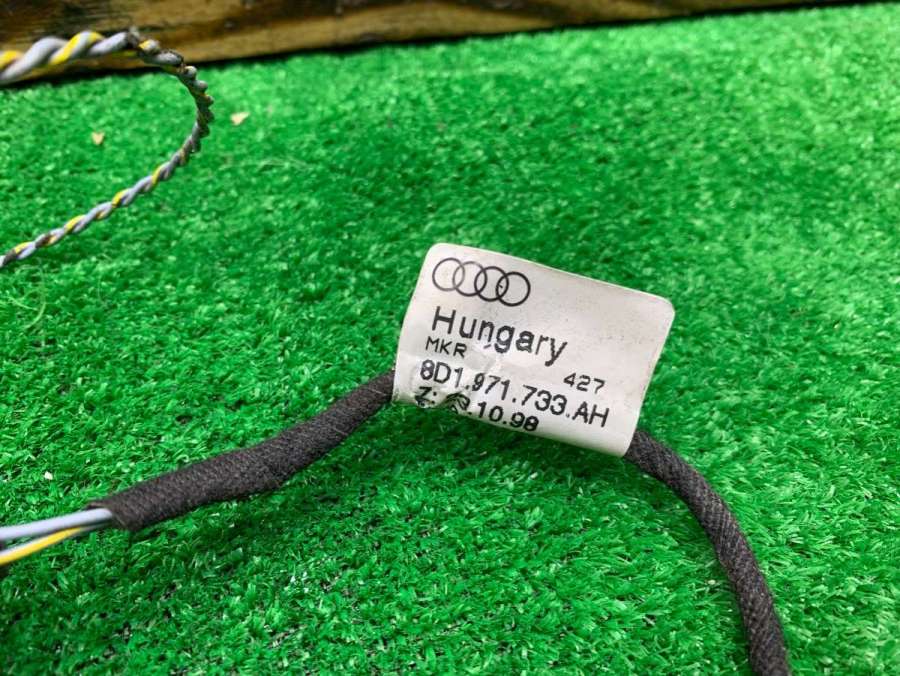 Hungary
MKR 427
8D1.971.733.AH
Z: .10.98